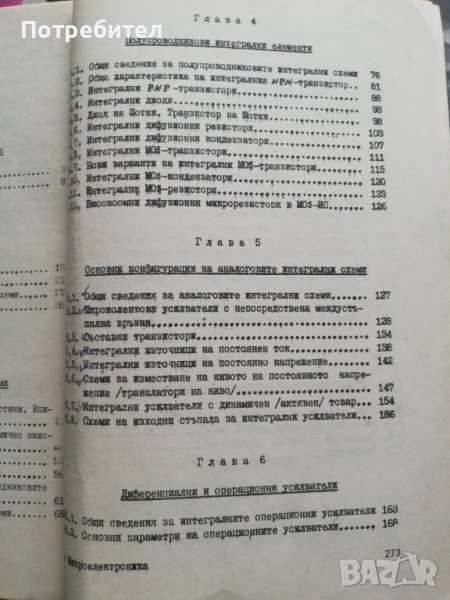 Потребител
Глава 4
Полупроводникови интегрални елементи
4.1. Общи сведения за полупроводниковите интегрални схеми 76
4.2. Обща характеристика на интегралния NPN-транзистор.. 81
4.3. Интегрални PNP-транзистори 88
4.4. Интегрални диоди 93
4.5. Диод на Шотки. Транзистор на Шотки 98
4.6. Интегрални дифузионни резистори 103
4.7. Интегрални дифузионни кондензатори 107
4.8. Интегрални MOS-транзистори 111
4.9. Нови варианти на интегрални MOS-транзистори 115
4.10. Интегрални MOS-кондензатори 120
4.11. Интегрални MOS-резистори 123
4.12. Високоомни дифузионни микрорезистори в MOS-ИС 126
Глава 5
Основни конфигурации на аналоговите интегрални схеми
5.1. Общи сведения за аналоговите интегрални схеми 127
5.2. Широколентови усилватели с непосредствена междустъ-
пална връзка 128
5.3. Съставни транзистори 134
5.4. Интегрални източници на постоянен ток 136
5.5. Интегрални източници на постоянно напрежение 142
5.6. Схеми за изместване на нивото на постоянното напре-
жение /транслатори на ниво/ 147
5.7. Интегрални усилватели с динамичен /активен/ товар 154
5.8. Схеми на изходни стъпала за интегрални усилватели 186
Глава 6
Диференциални и операционни усилватели
6.1. Общи сведения за интегралните операционни усилватели 163
6.2. Основни параметри на операционните усилватели 168
273
Микроелектроника
bazar